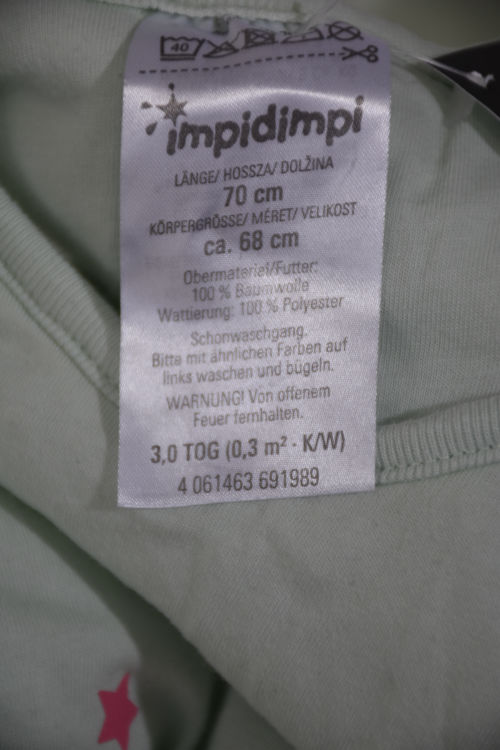 40
impidimpi
LÄNGE/ HOSSZA/ DOLŽINA
70 cm
KÖRPERGRÖSSE/ MÉRET/ VELIKOST
ca. 68 cm
Obermaterial/Futter:
100 % Baumwolle
Wattierung: 100 % Polyester
Schonwaschgang.
Bitte mit ähnlichen Farben auf
links waschen und bügeln.
WARNUNG! Von offenem
Feuer fernhalten.
3,0 TOG (0,3 m² · K/W)
4 061463 691989